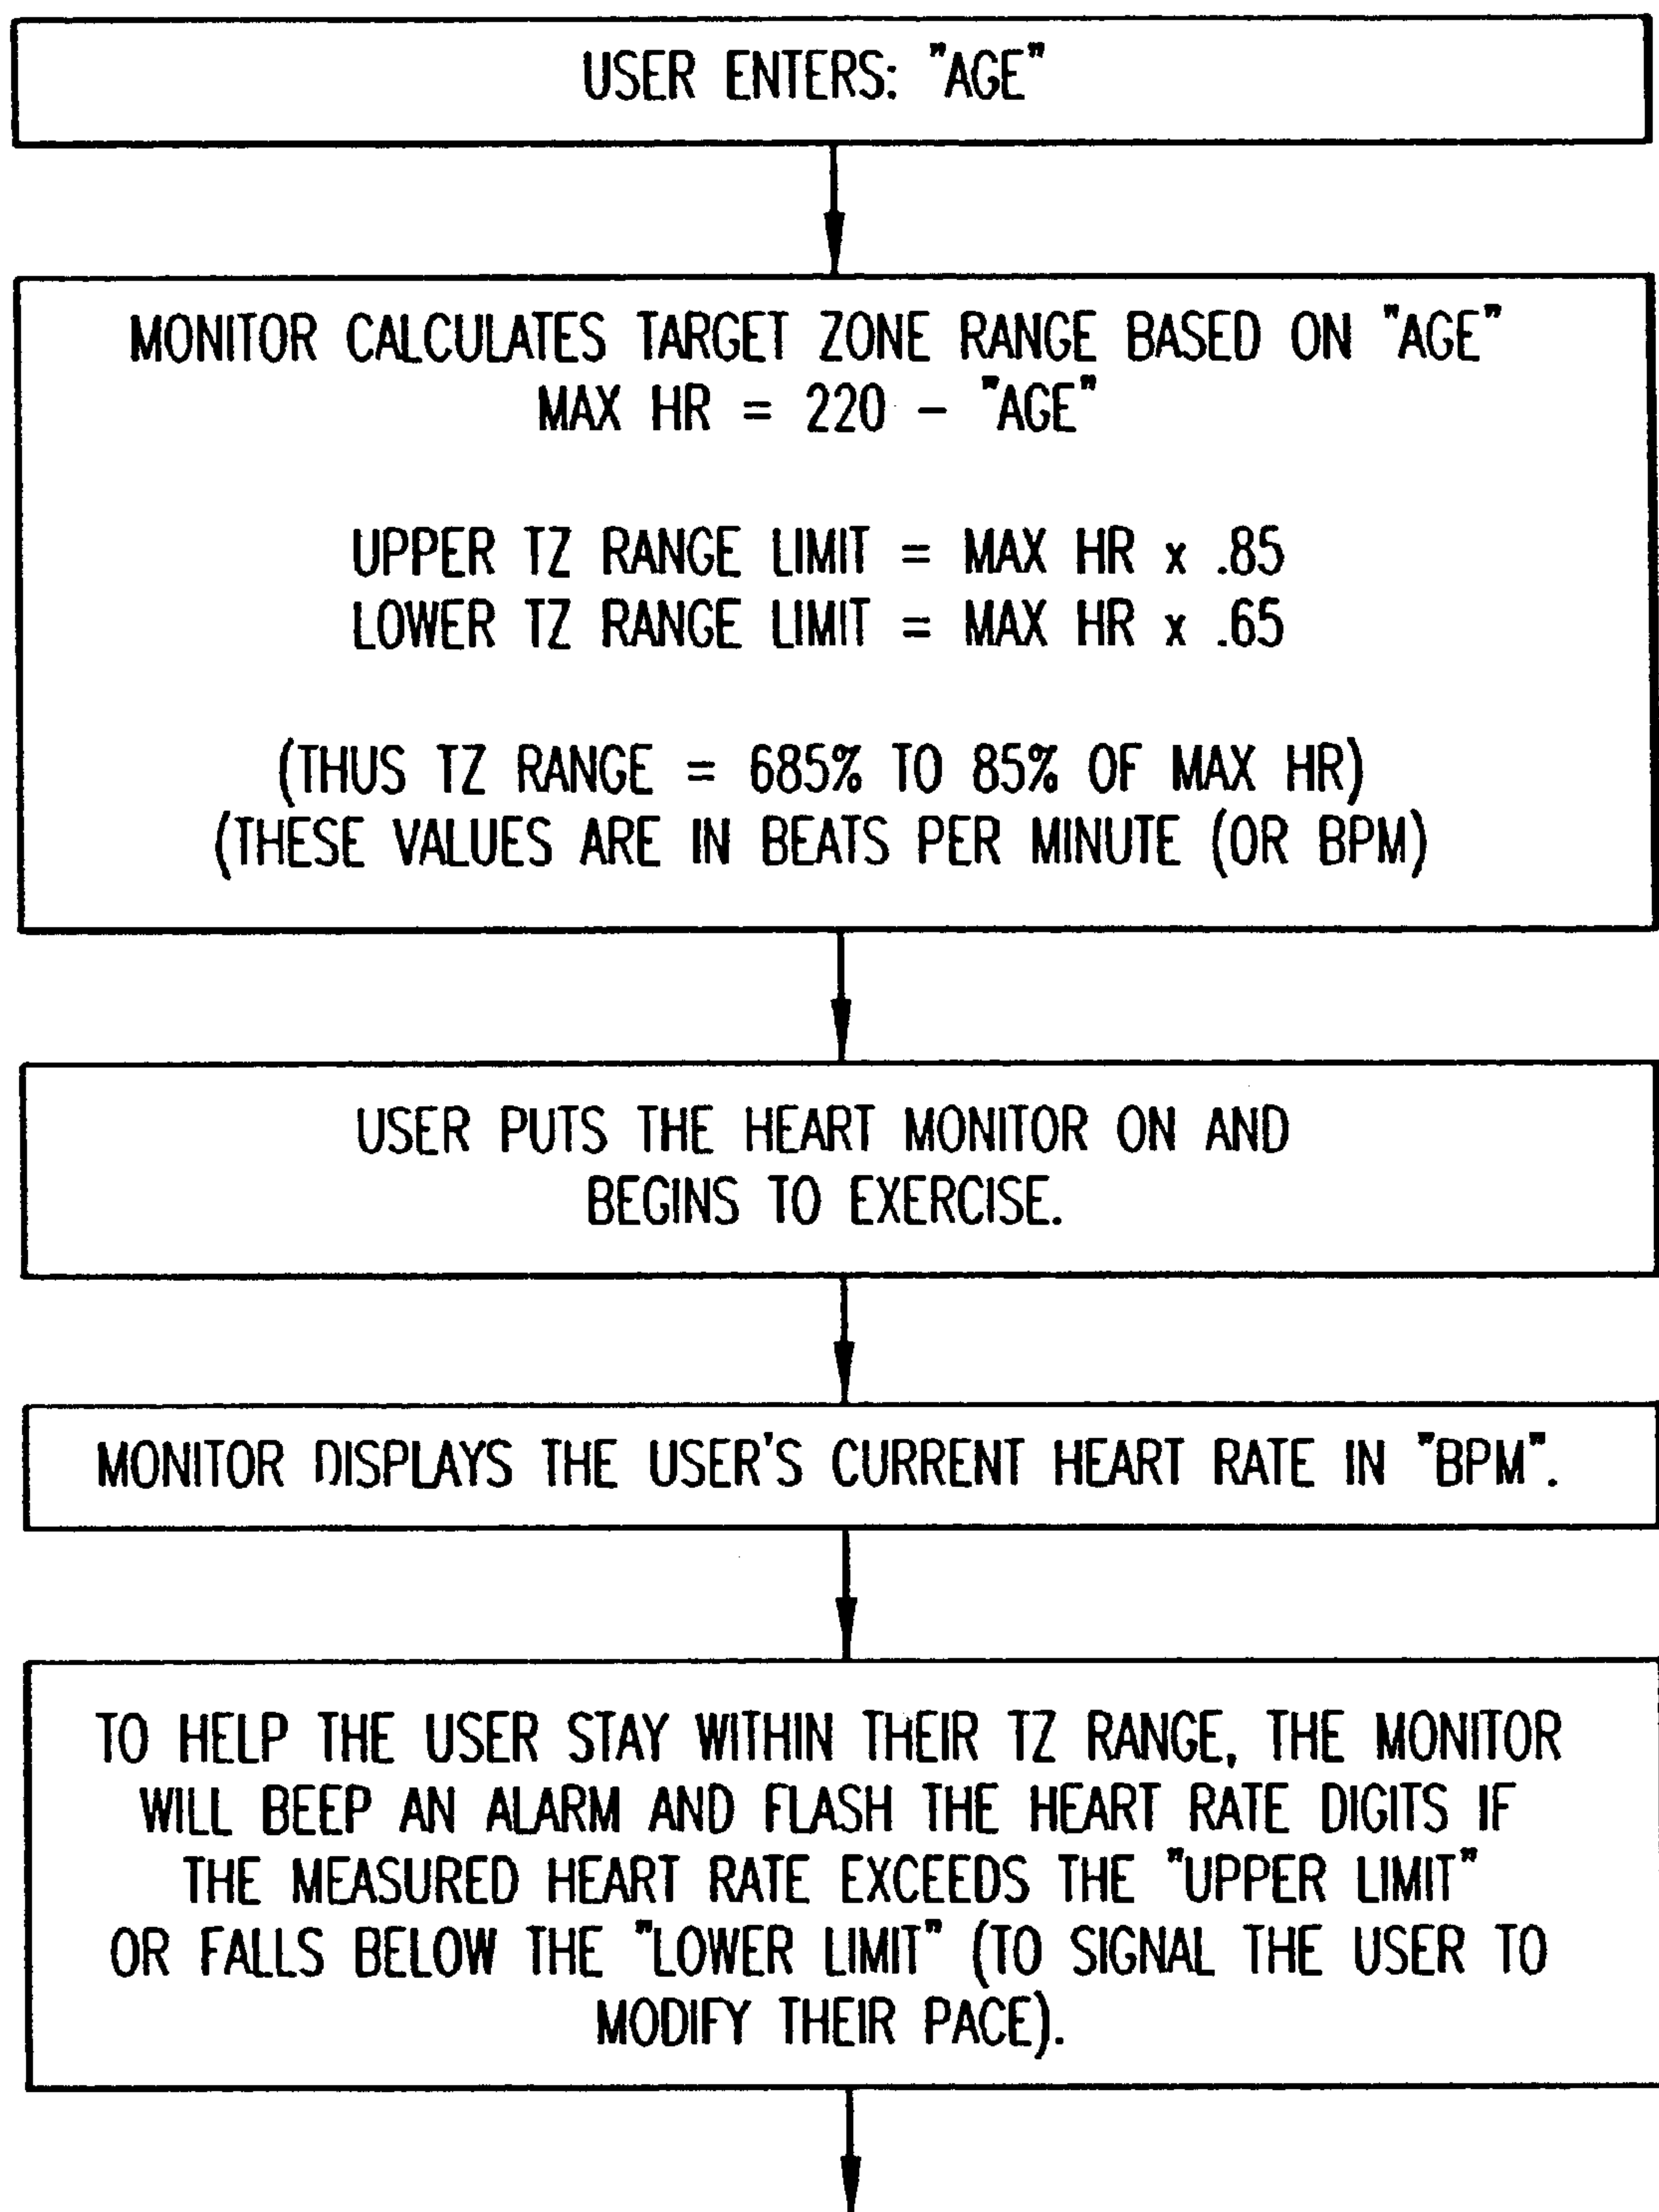 USER ENTERS: "AGE"
MONITOR CALCULATES TARGET ZONE RANGE BASED ON "AGE"
MAX HR = 220 - "AGE"
UPPER TZ RANGE LIMIT = MAX HR x .85
LOWER TZ RANGE LIMIT = MAX HR x .65
(THUS TZ RANGE = 685% TO 85% OF MAX HR)
(THESE VALUES ARE IN BEATS PER MINUTE (OR BPM)
USER PUTS THE HEART MONITOR ON AND
BEGINS TO EXERCISE.
MONITOR DISPLAYS THE USER'S CURRENT HEART RATE IN "BPM".
TO HELP THE USER STAY WITHIN THEIR TZ RANGE, THE MONITOR
WILL BEEP AN ALARM AND FLASH THE HEART RATE DIGITS IF
THE MEASURED HEART RATE EXCEEDS THE "UPPER LIMIT"
OR FALLS BELOW THE "LOWER LIMIT" (TO SIGNAL THE USER TO
MODIFY THEIR PACE).